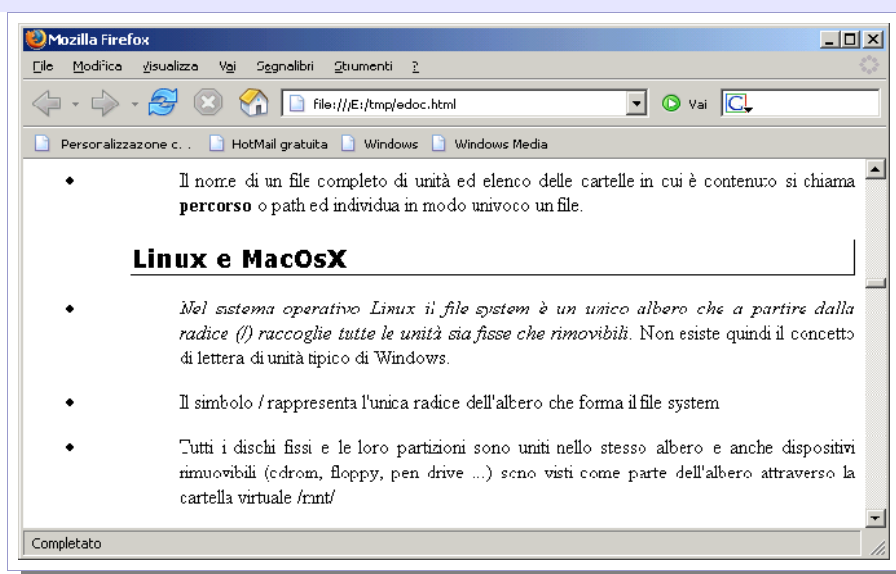 Mozilla Firefox
File Modifica Visualizza Vai Segnalibri Strumenti ?
file:///E:/tmp/edoc.html Vai
Personalizzazone c. . HotMail gratuita Windows Windows Media
Il nome di un file completo di unità ed elenco delle cartelle in cui è contenuto si chiama
percorso o path ed individua in modo univoco un file.
Linux e MacOsX
Nel sistema operativo Linux il file system è un unico albero che a partire dalla
radice (/) raccoglie tutte le unità sia fisse che rimovibili. Non esiste quindi il concetto
di lettera di unità tipico di Windows.
Il simbolo / rappresenta l'unica radice dell'albero che forma il file system
Tutti i dischi fissi e le loro partizioni sono uniti nello stesso albero e anche dispositivi
rimuovibili (cdrom, floppy, pen drive ...) sono visti come parte dell'albero attraverso la
cartella virtuale /mnt/
Completato